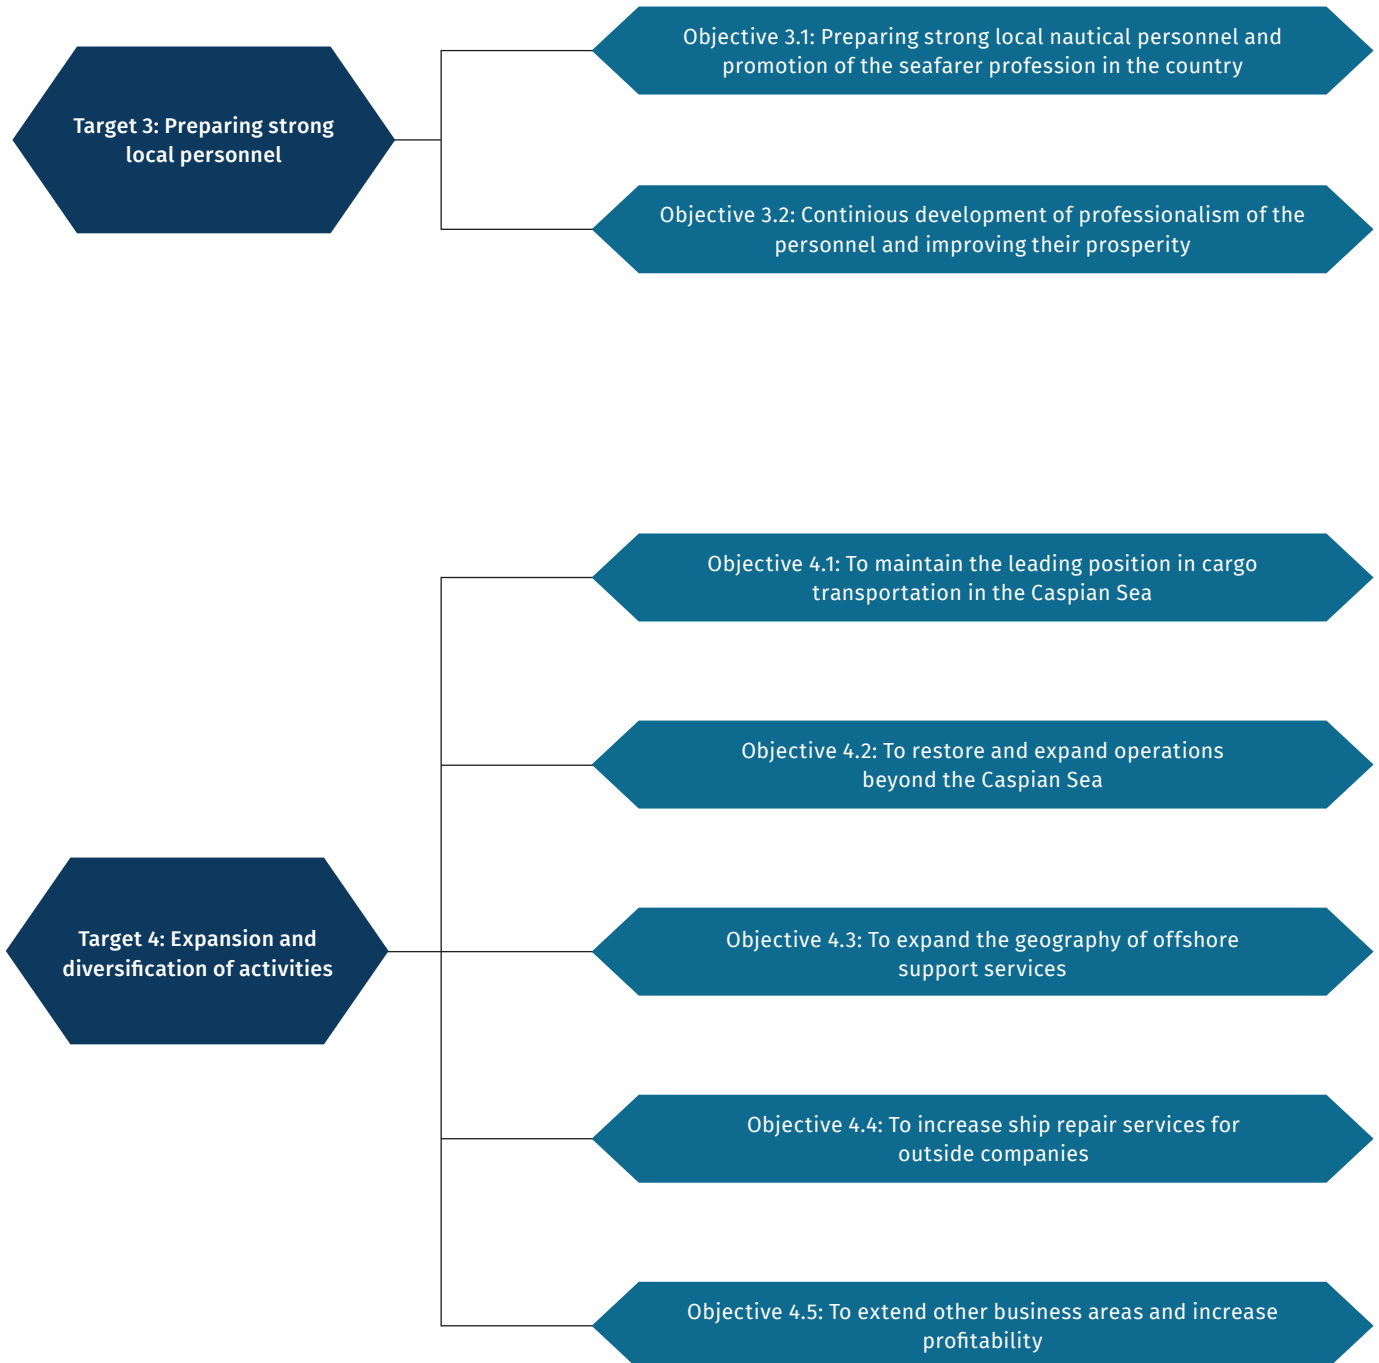 Target 3: Preparing strong
local personnel
Objective 3.1: Preparing strong local nautical personnel and
promotion of the seafarer profession in the country
Objective 3.2: Continious development of professionalism of the
personnel and improving their prosperity
Target 4: Expansion and
diversification of activities
Objective 4.1: To maintain the leading position in cargo
transportation in the Caspian Sea
Objective 4.2: To restore and expand operations
beyond the Caspian Sea
Objective 4.3: To expand the geography of offshore
support services
Objective 4.4: To increase ship repair services for
outside companies
Objective 4.5: To extend other business areas and increase
profitability